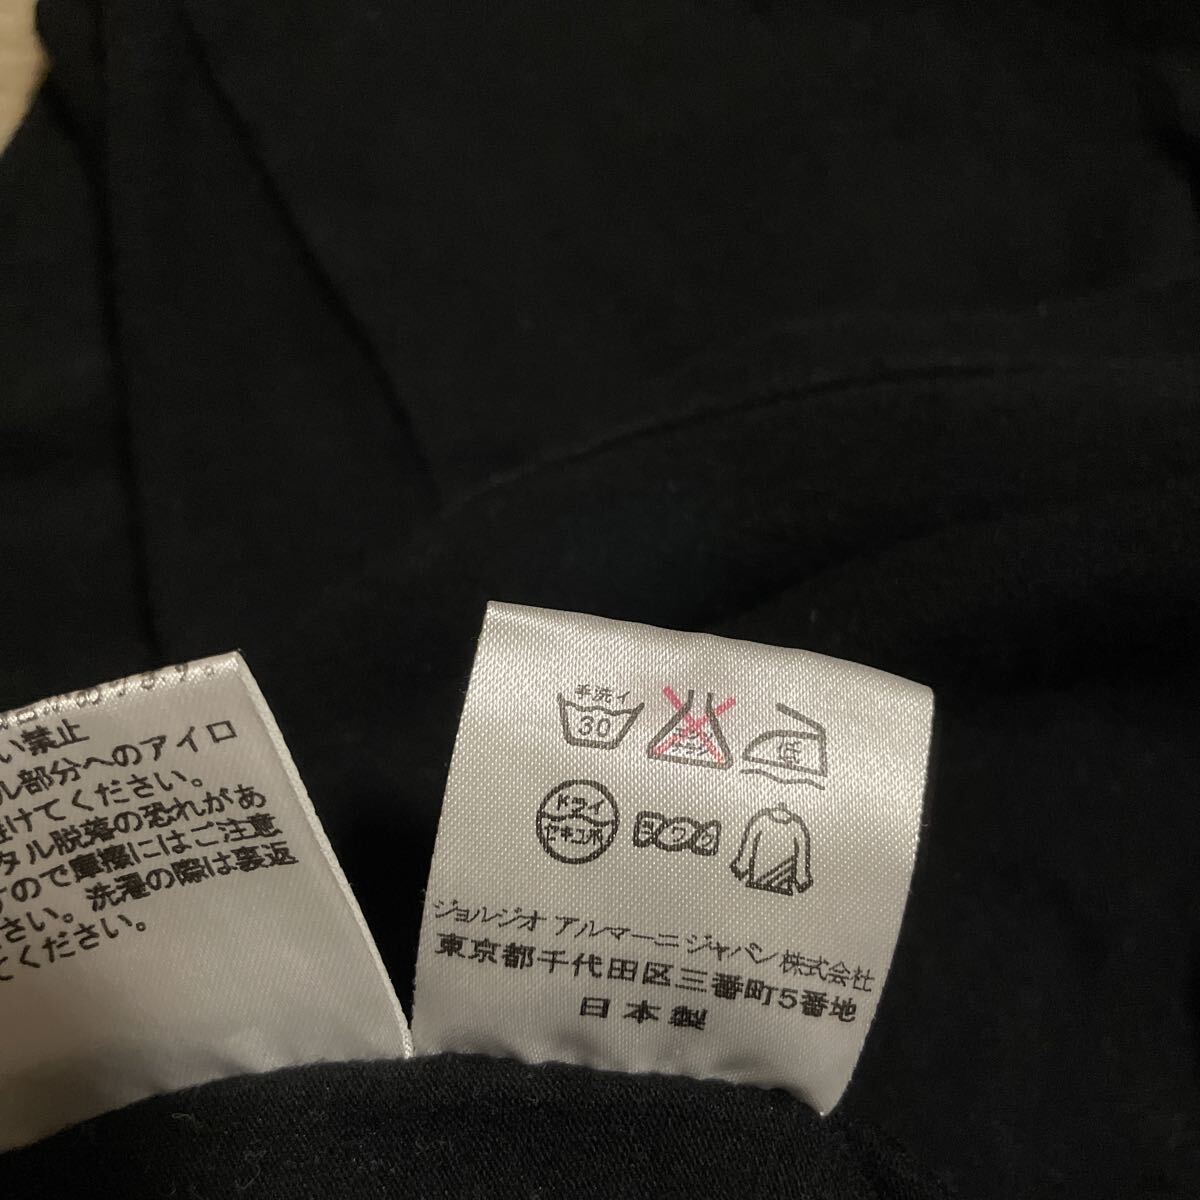 い禁止
ル部分へのアイロ
けてください。
タル脱落の恐れがあ
すので摩擦にはご注意
さい。洗濯の際は裏返
てください。
手洗イ
30
低
ドライ
セキユ系
ヨワク
ジョルジオ アルマーニ ジャパン株式会社
東京都千代田区三番町5番地
日本製